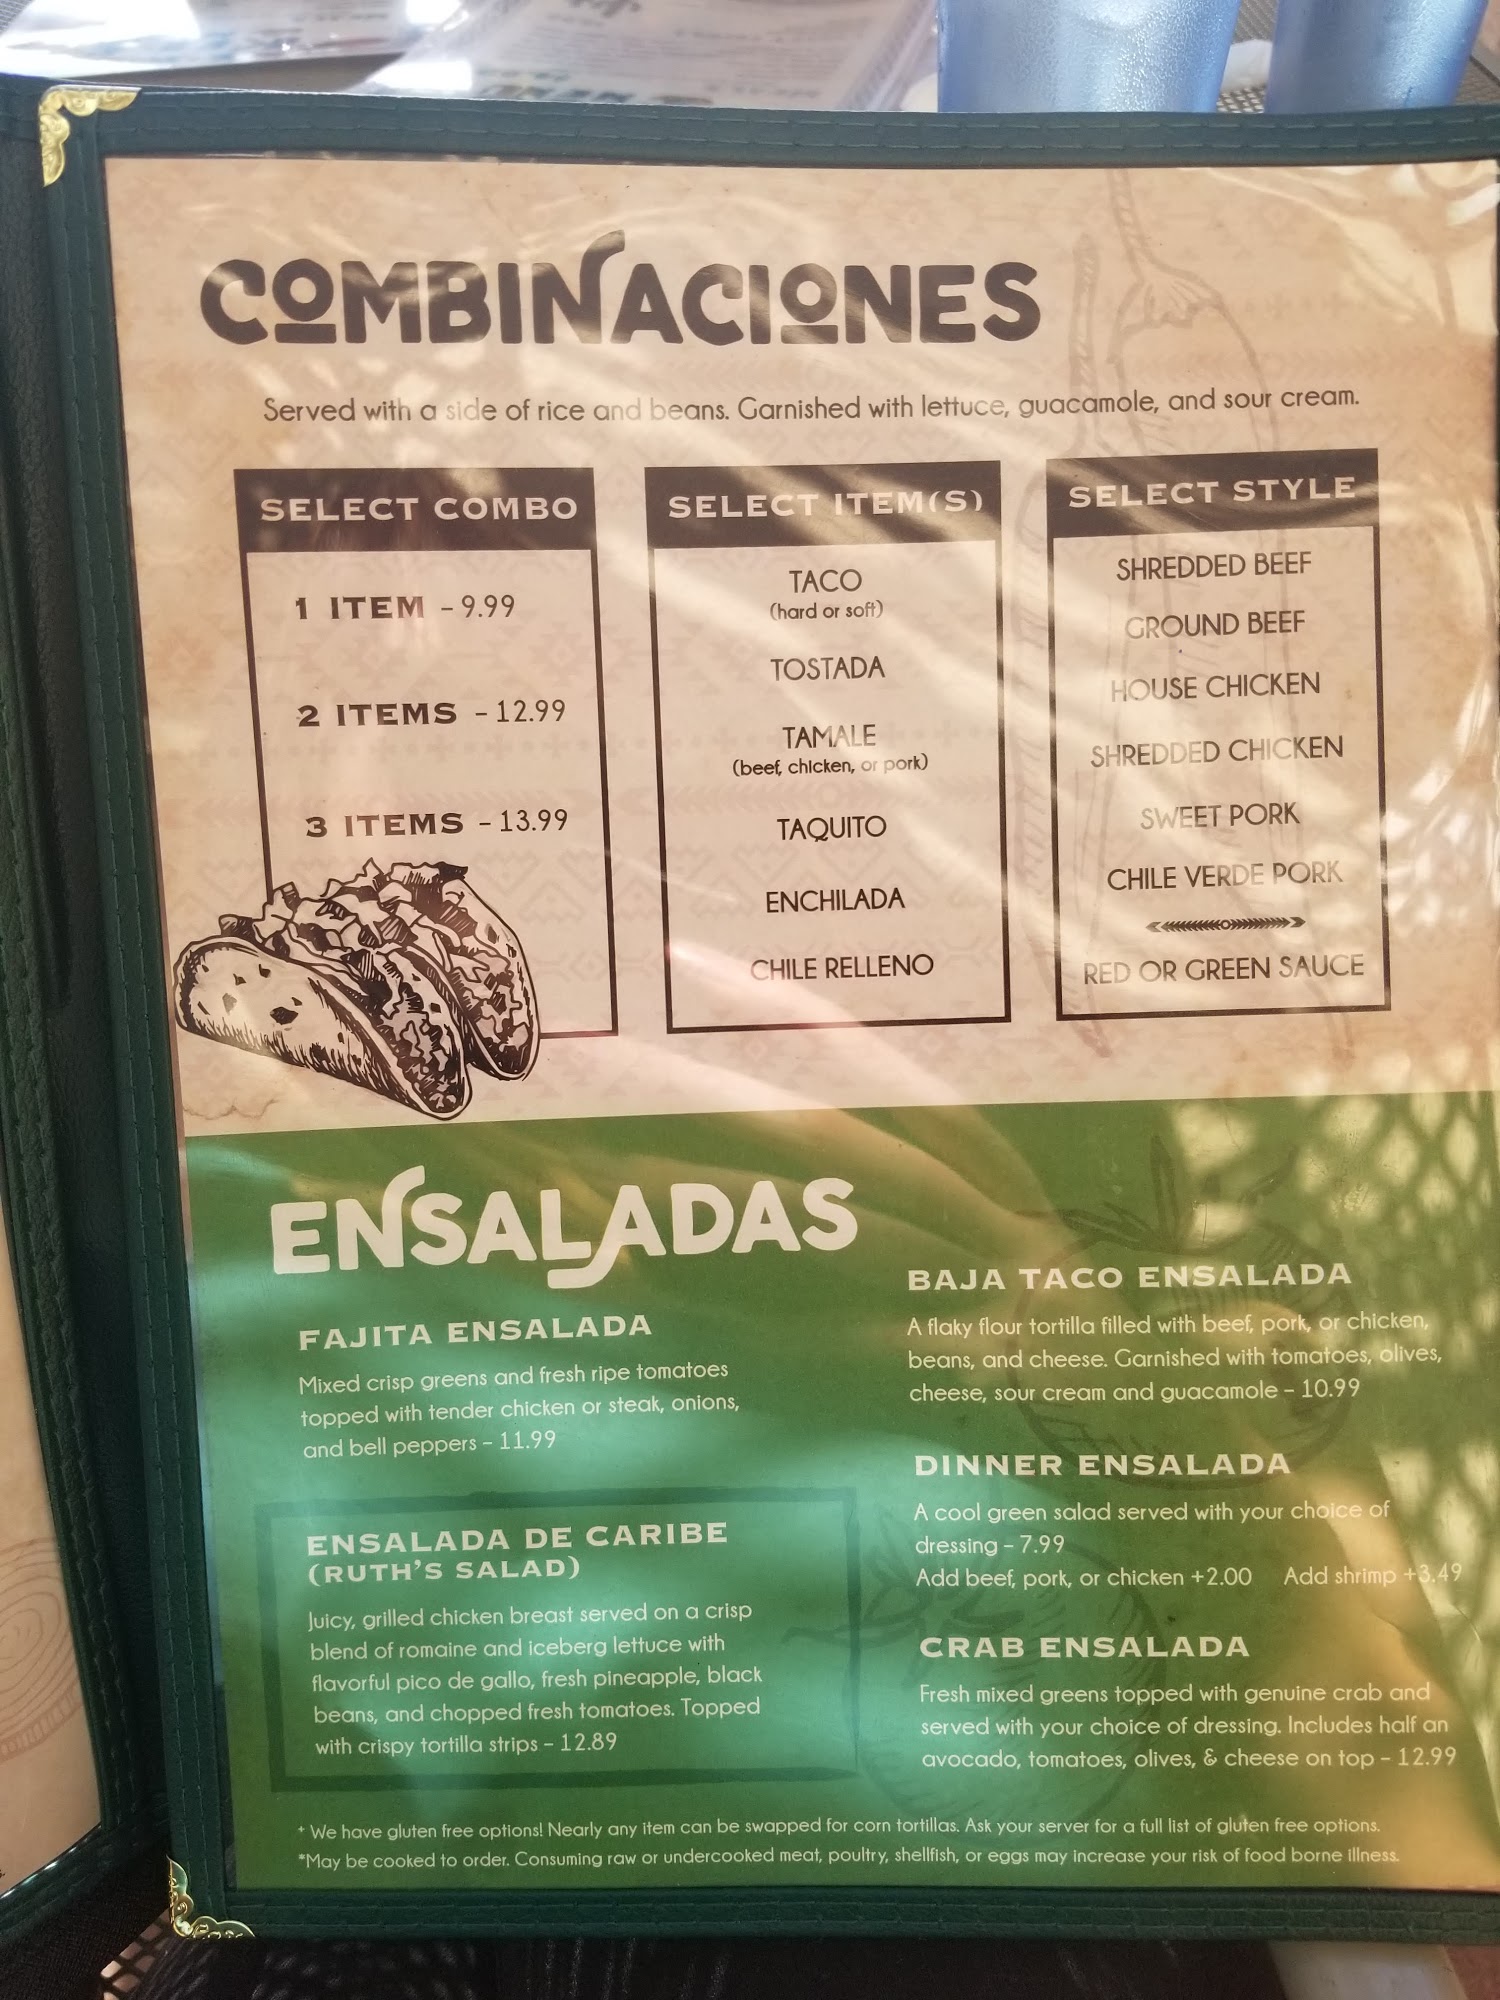 COMBINACIONES
Served with a side of rice and beans. Garnished with lettuce, guacamole, and sour cream.
SELECT COMBO
1 ITEM - 9.99
2 ITEMS - 12.99
3 ITEMS - 13.99
SELECT ITEM(S)
TACO
(hard or soft)
TOSTADA
TAMALE
(beef, chicken, or pork)
TAQUITO
ENCHILADA
CHILE RELLENO
SELECT STYLE
SHREDDED BEEF
GROUND BEEF
HOUSE CHICKEN
SHREDDED CHICKEN
SWEET PORK
CHILE VERDE PORK
RED OR GREEN SAUCE
ENSALADAS
FAJITA ENSALADA
Mixed crisp greens and fresh ripe tomatoes
topped with tender chicken or steak, onions,
and bell peppers - 11.99
ENSALADA DE CARIBE
(RUTH'S SALAD)
Juicy, grilled chicken breast served on a crisp
blend of romaine and iceberg lettuce with
flavorful pico de gallo, fresh pineapple, black
beans, and chopped fresh tomatoes. Topped
with crispy tortilla strips - 12.89
BAJA TACO ENSALADA
A flaky flour tortilla filled with beef, pork, or chicken,
beans, and cheese. Garnished with tomatoes, olives,
cheese, sour cream and guacamole - 10.99
DINNER ENSALADA
A cool green salad served with your choice of
dressing - 7.99
Add beef, pork, or chicken +2.00 Add shrimp +3.49
CRAB ENSALADA
Fresh mixed greens topped with genuine crab and
served with your choice of dressing. Includes half an
avocado, tomatoes, olives, & cheese on top - 12.99
+ We have gluten free options! Nearly any item can be swapped for corn tortillas. Ask your server for a full list of gluten free options.
*May be cooked to order. Consuming raw or undercooked meat, poultry, shellfish, or eggs may increase your risk of food borne illness.